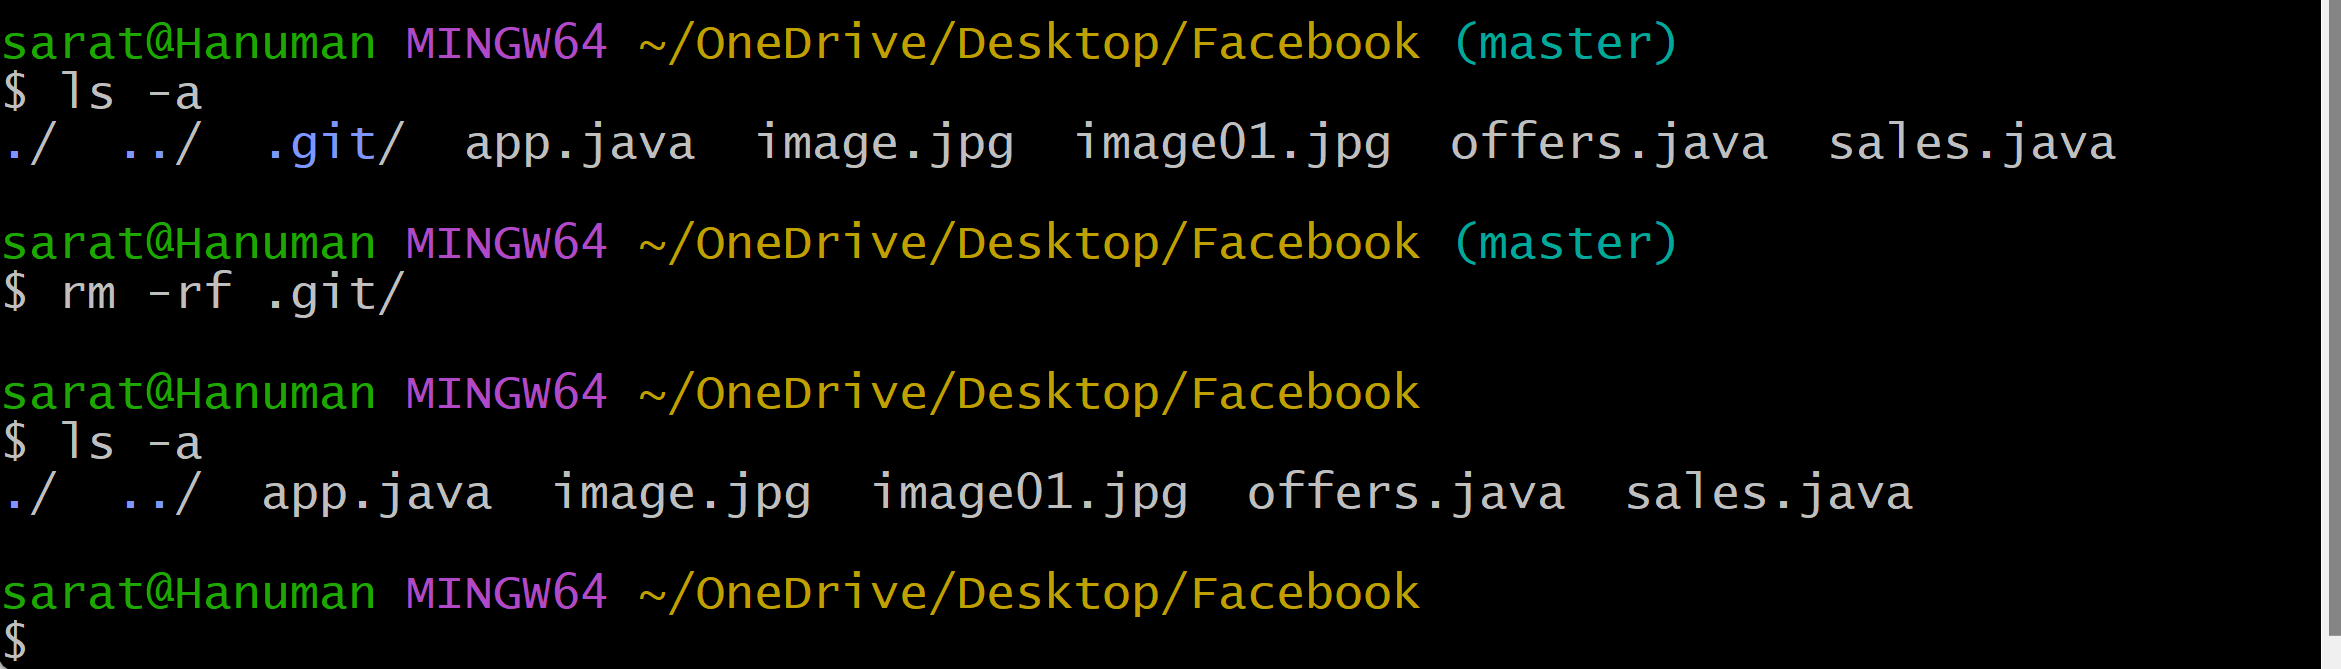 sarat@Hanuman MINGW64 ~/OneDrive/Desktop/Facebook (master)
$ ls -a
./  ../  .git/  app.java  image.jpg  image01.jpg  offers.java  sales.java
sarat@Hanuman MINGW64 ~/OneDrive/Desktop/Facebook (master)
$ rm -rf .git/
sarat@Hanuman MINGW64 ~/OneDrive/Desktop/Facebook
$ ls -a
./  ../  app.java  image.jpg  image01.jpg  offers.java  sales.java
sarat@Hanuman MINGW64 ~/OneDrive/Desktop/Facebook
$